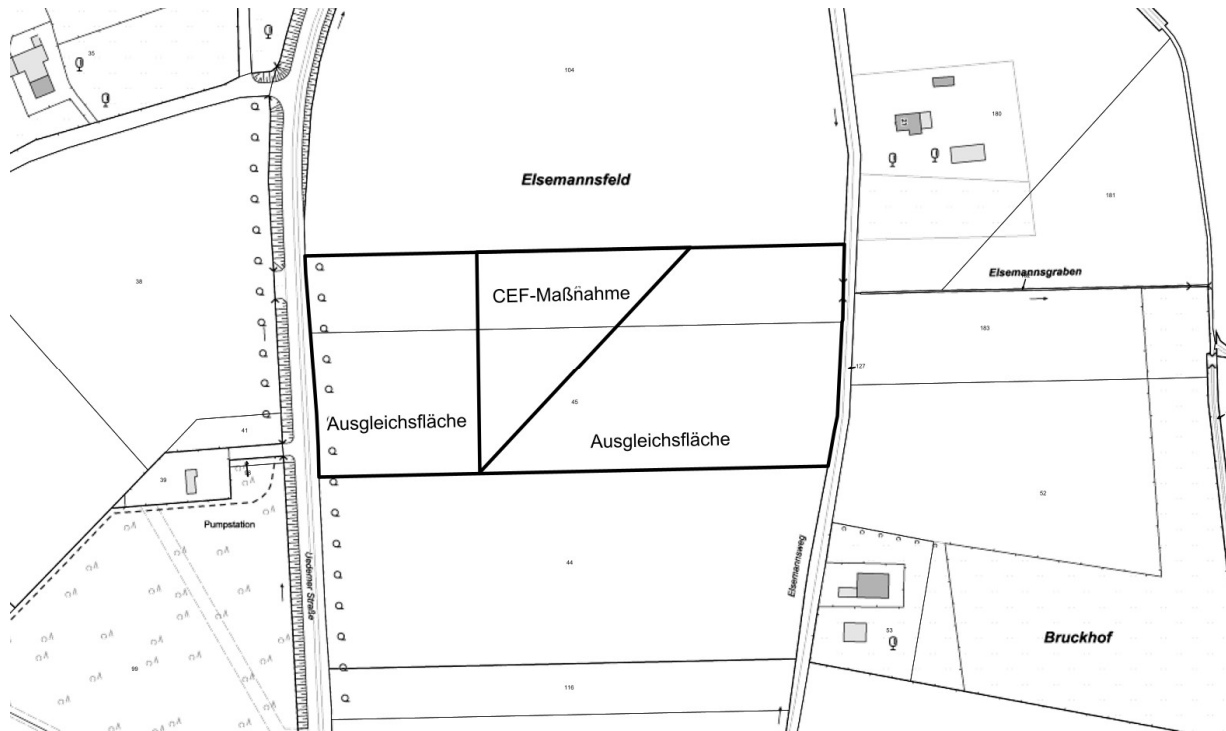 35
104
180
21
Elsemannsfeld
181
38
Elsemannsgraben
CEF-Maßnahme
183
127
45
Ausgleichsfläche
41
Ausgleichsfläche
39
52
Pumpstation
Uedemer Straße
Elsemannsweg
44
53
Bruckhof
99
116